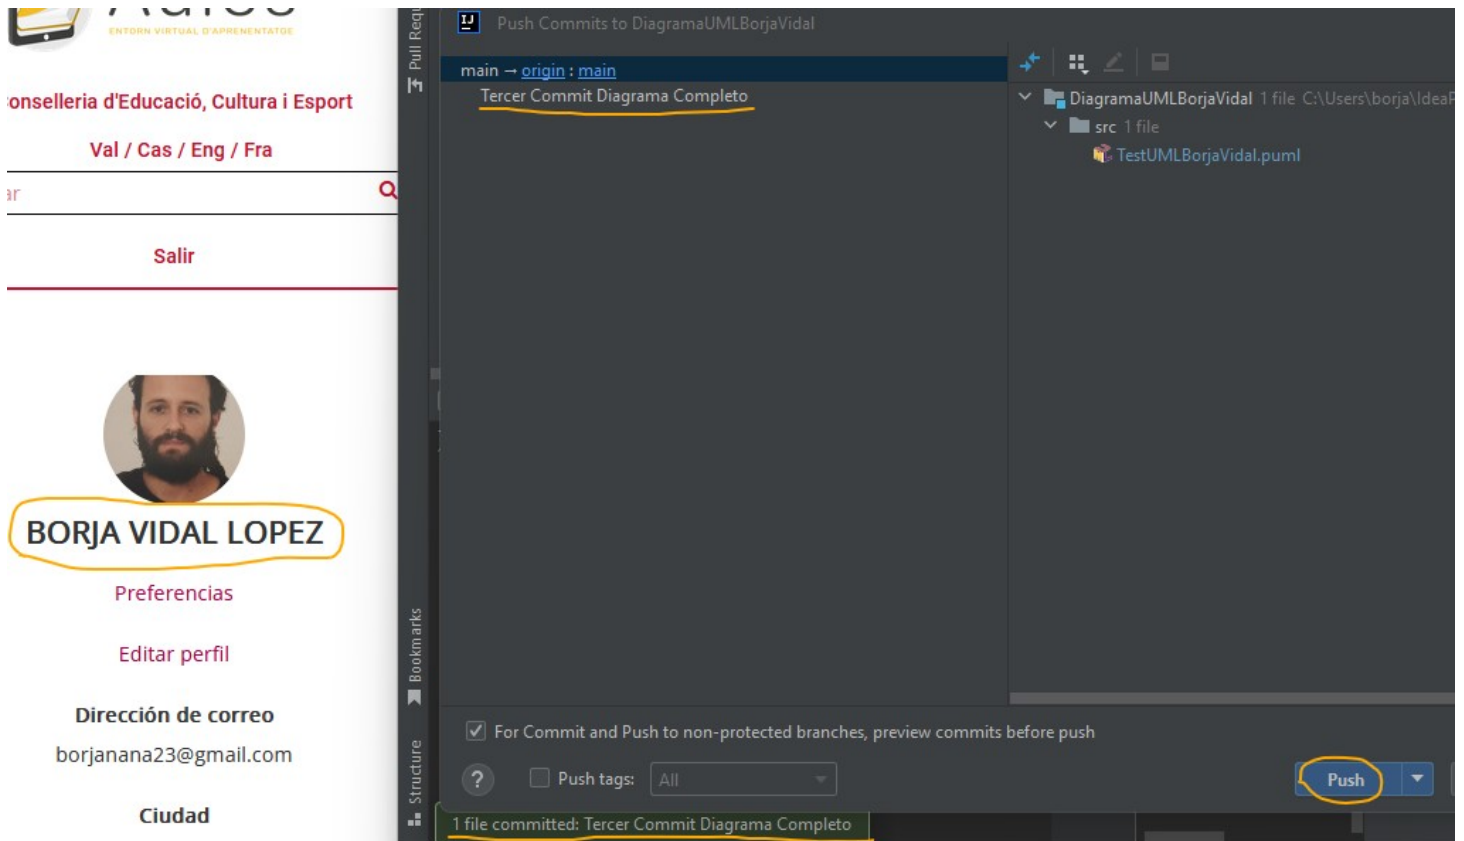 ENTORN VIRTUAL D'APRENENTATGE
onselleria d'Educació, Cultura i Esport
Val / Cas / Eng / Fra
ar
Salir
BORJA VIDAL LOPEZ
Preferencias
Editar perfil
Dirección de correo
borjanana23@gmail.com
Ciudad
Pull Requ
Bookmarks
Structure
Push Commits to DiagramaUMLBorjaVidal
main → origin : main
Tercer Commit Diagrama Completo
DiagramaUMLBorjaVidal 1 file C:\Users\borja\IdeaP
src 1 file
TestUMLBorjaVidal.puml
For Commit and Push to non-protected branches, preview commits before push
? Push tags: All
Push
1 file committed: Tercer Commit Diagrama Completo